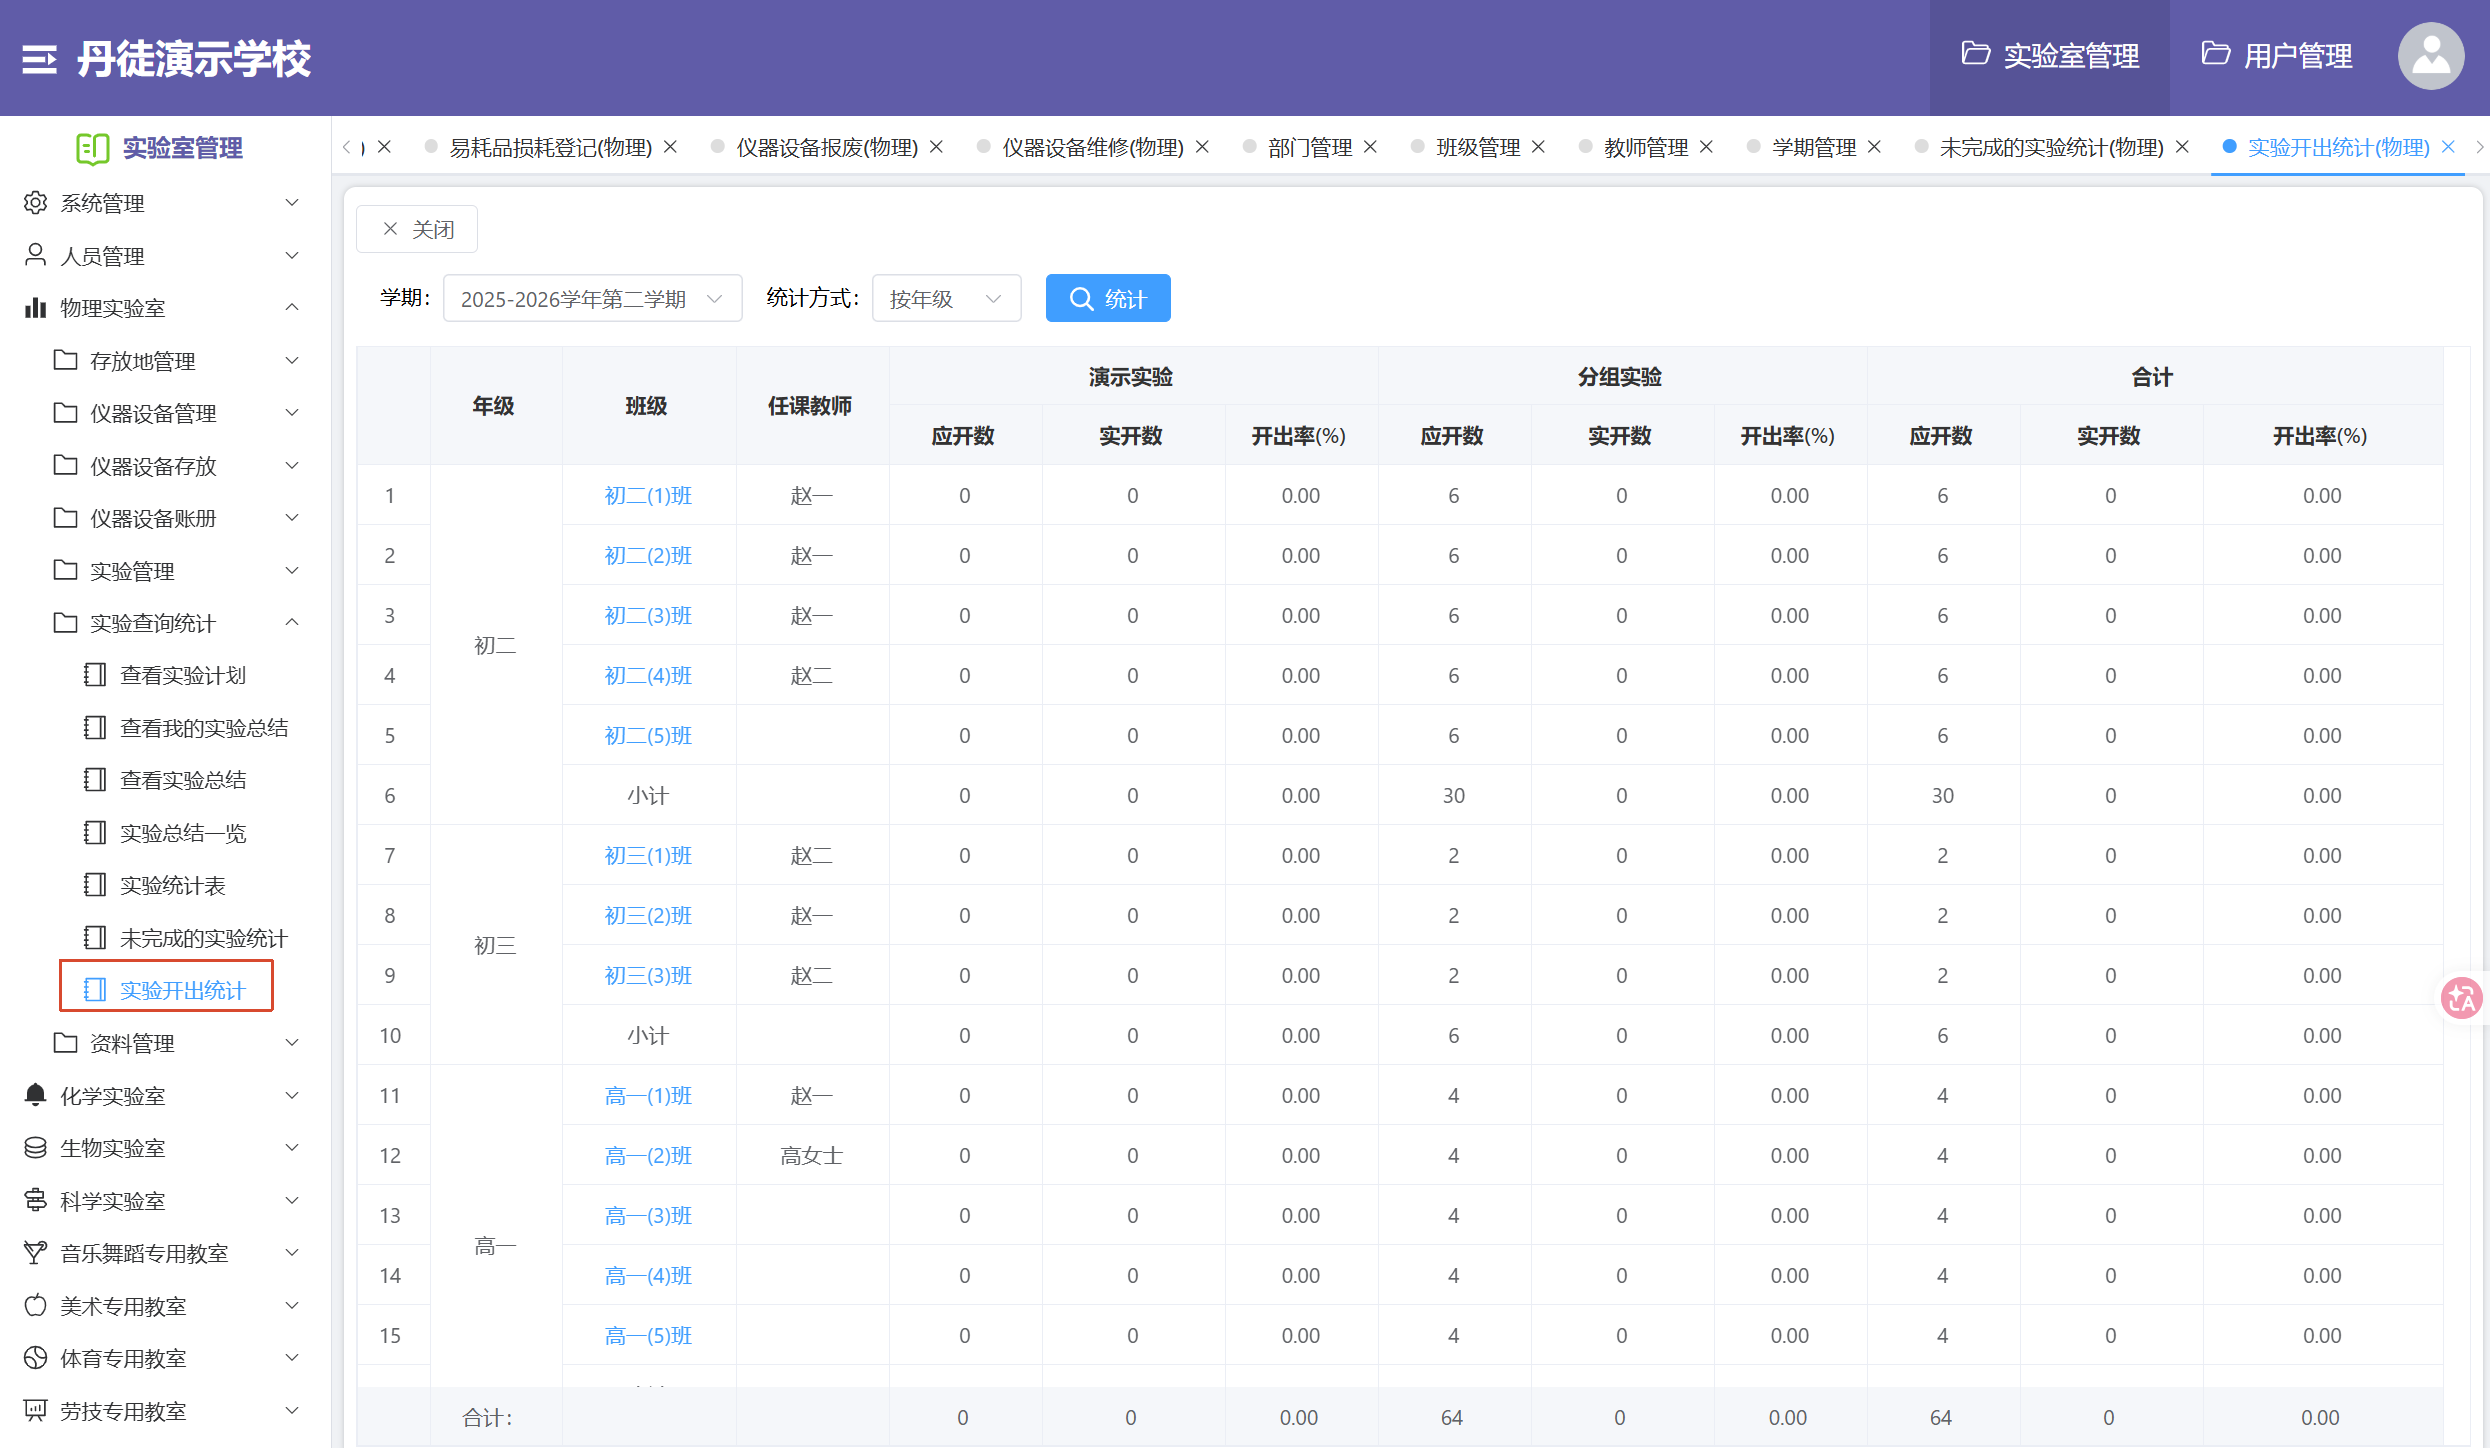 丹徒演示学校
实验室管理
用户管理
实验室管理
系统管理
人员管理
物理实验室
存放地管理
仪器设备管理
仪器设备存放
仪器设备账册
实验管理
实验查询统计
查看实验计划
查看我的实验总结
查看实验总结
实验总结一览
实验统计表
未完成的实验统计
实验开出统计
资料管理
化学实验室
生物实验室
科学实验室
音乐舞蹈专用教室
美术专用教室
体育专用教室
劳技专用教室
) 易耗品损耗登记(物理) 仪器设备报废(物理) 仪器设备维修(物理) 部门管理 班级管理 教师管理 学期管理 未完成的实验统计(物理) 实验开出统计(物理)
关闭
学期: 2025-2026学年第二学期 统计方式: 按年级 统计
年级 班级 任课教师 演示实验 分组实验 合计
应开数 实开数 开出率(%) 应开数 实开数 开出率(%) 应开数 实开数 开出率(%)
1 初二(1)班 赵一 0 0 0.00 6 0 0.00 6 0 0.00
2 初二(2)班 赵一 0 0 0.00 6 0 0.00 6 0 0.00
3 初二(3)班 赵一 0 0 0.00 6 0 0.00 6 0 0.00
初二
4 初二(4)班 赵二 0 0 0.00 6 0 0.00 6 0 0.00
5 初二(5)班 0 0 0.00 6 0 0.00 6 0 0.00
6 小计 0 0 0.00 30 0 0.00 30 0 0.00
7 初三(1)班 赵二 0 0 0.00 2 0 0.00 2 0 0.00
8 初三(2)班 赵一 0 0 0.00 2 0 0.00 2 0 0.00
初三
9 初三(3)班 赵二 0 0 0.00 2 0 0.00 2 0 0.00
10 小计 0 0 0.00 6 0 0.00 6 0 0.00
11 高一(1)班 赵一 0 0 0.00 4 0 0.00 4 0 0.00
12 高一(2)班 高女士 0 0 0.00 4 0 0.00 4 0 0.00
13 高一(3)班 0 0 0.00 4 0 0.00 4 0 0.00
高一
14 高一(4)班 0 0 0.00 4 0 0.00 4 0 0.00
15 高一(5)班 0 0 0.00 4 0 0.00 4 0 0.00
合计: 0 0 0.00 64 0 0.00 64 0 0.00